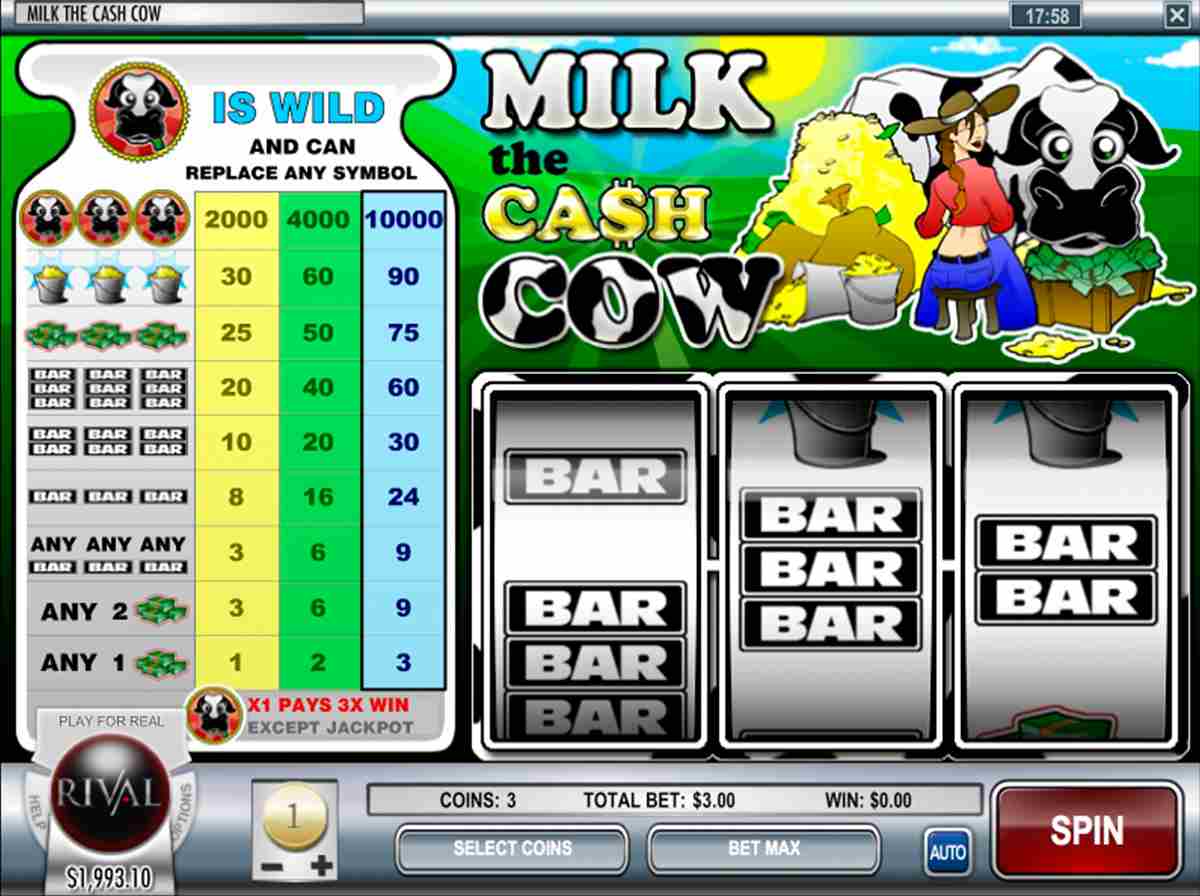 MILK THE CASH COW
17:58
IS WILD
AND CAN
REPLACE ANY SYMBOL
2000 4000 10000
30 60 90
25 50 75
BAR BAR BAR
BAR BAR BAR
BAR BAR BAR
20 40 60
BAR BAR BAR
BAR BAR BAR
10 20 30
BAR BAR BAR
8 16 24
ANY ANY ANY
BAR BAR BAR
3 6 9
ANY 2
3 6 9
ANY 1
1 2 3
X1 PAYS 3X WIN
EXCEPT JACKPOT
MILK
the
CA$H
COW
BAR
BAR
BAR
BAR
BAR
BAR
BAR
BAR
BAR
PLAY FOR REAL
RIVAL
HELP
OPTIONS
$1,993.10
1
COINS: 3 TOTAL BET: $3.00 WIN: $0.00
SELECT COINS
BET MAX
AUTO
SPIN